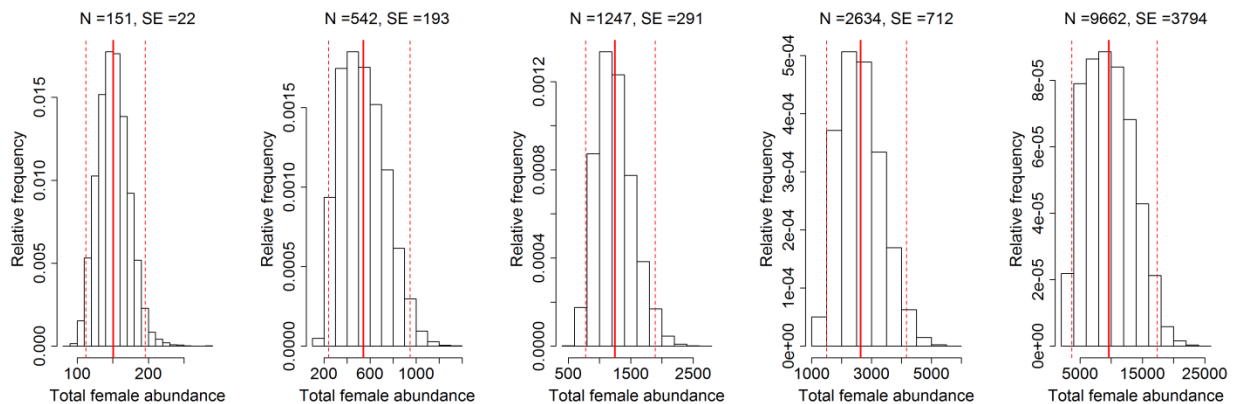 N =151, SE =22
Relative frequency
0.000 0.005 0.010 0.015
100 200
Total female abundance
N =542, SE =193
Relative frequency
0.0000 0.0005 0.0010 0.0015
200 600 1000
Total female abundance
N =1247, SE =291
Relative frequency
0.0000 0.0004 0.0008 0.0012
500 1500 2500
Total female abundance
N =2634, SE =712
Relative frequency
0e+00 1e-04 2e-04 3e-04 4e-04 5e-04
1000 3000 5000
Total female abundance
N =9662, SE =3794
Relative frequency
0e+00 2e-05 4e-05 6e-05 8e-05
5000 15000 25000
Total female abundance